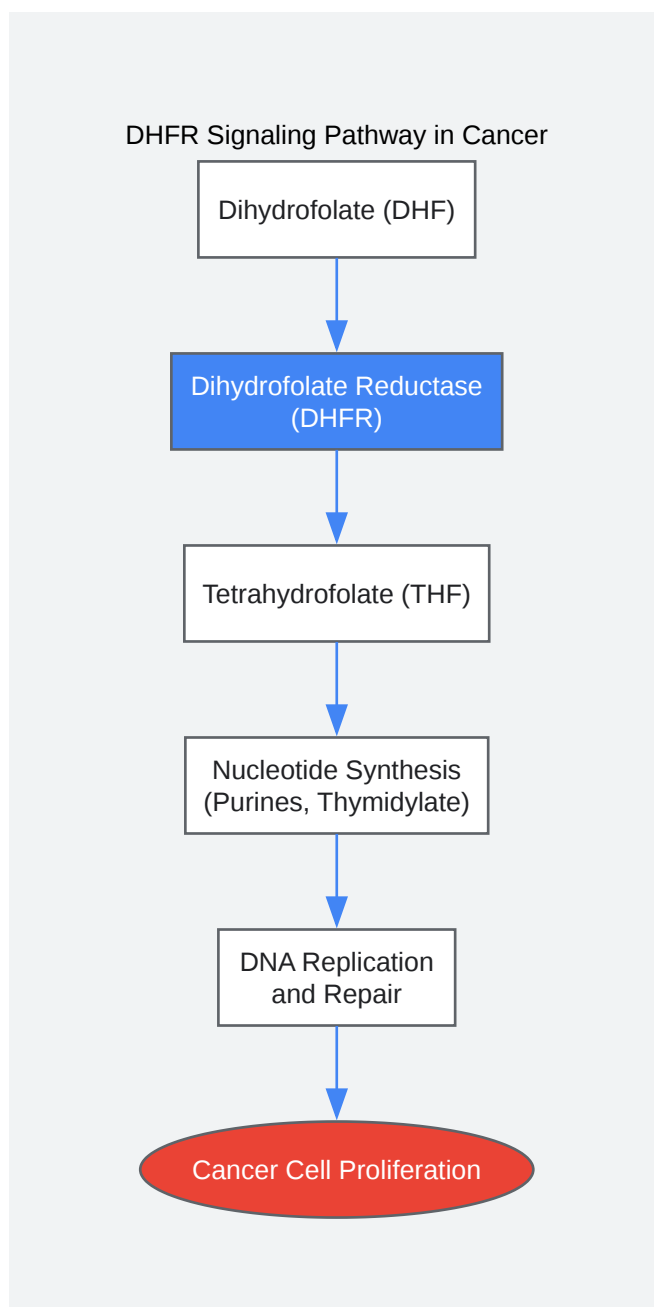 DHFR Signaling Pathway in Cancer
Dihydrofolate (DHF)
Dihydrofolate Reductase
(DHFR)
Tetrahydrofolate (THF)
Nucleotide Synthesis
(Purines, Thymidylate)
DNA Replication
and Repair
Cancer Cell Proliferation